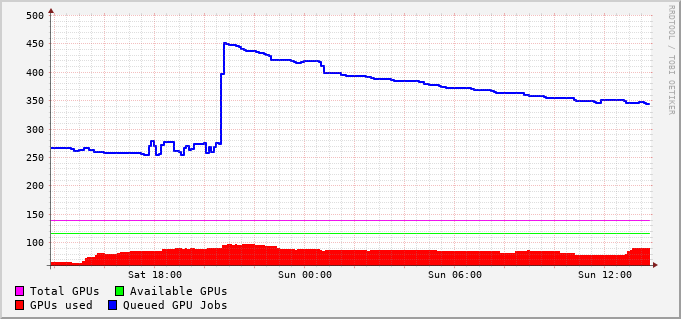 500
450
400
350
300
250
200
150
100
Sat 18:00 Sun 00:00 Sun 06:00 Sun 12:00
Total GPUs Available GPUs
GPUs used Queued GPU Jobs
RRDTOOL / TOBI OETIKER